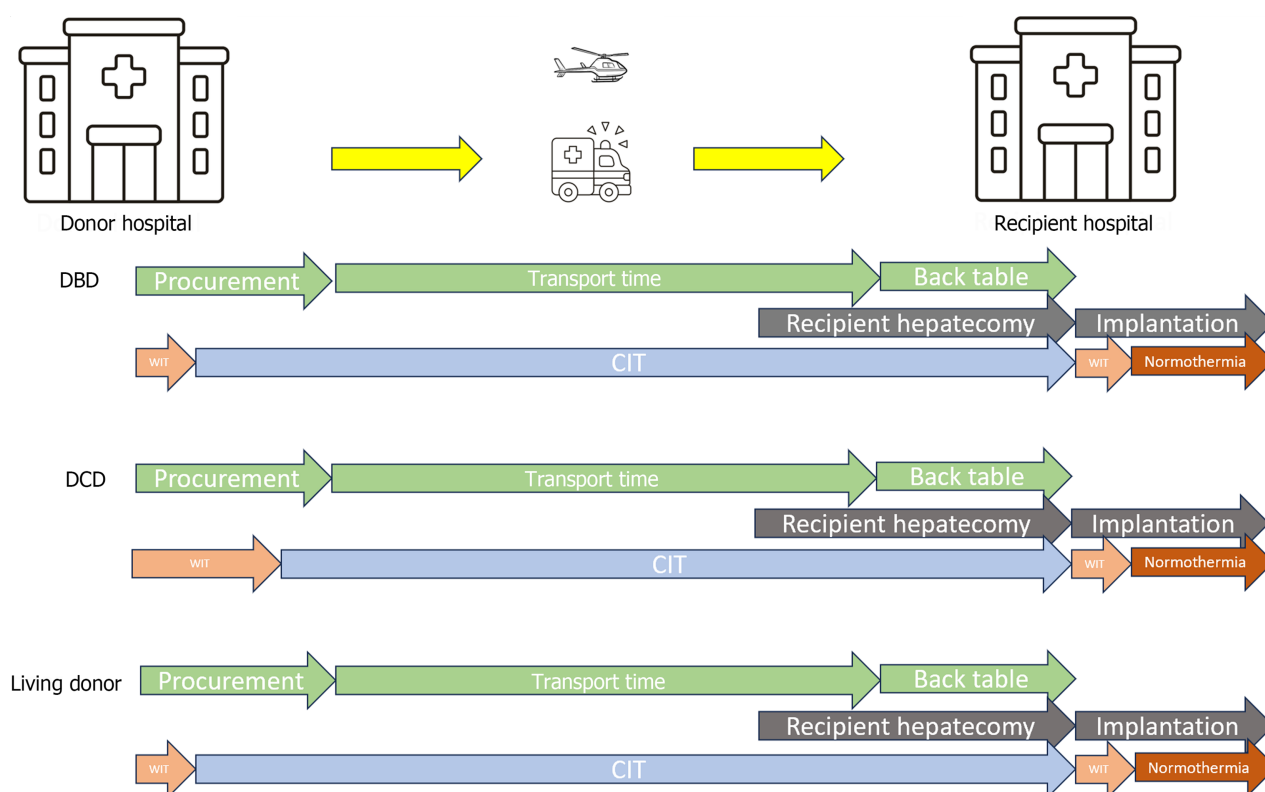 Donor hospital
Recipient hospital
DBD
Procurement
Transport time
Back table
Recipient hepatecomy
Implantation
WIT
CIT
WIT
Normothermia
DCD
Procurement
Transport time
Back table
Recipient hepatecomy
Implantation
WIT
CIT
WIT
Normothermia
Living donor
Procurement
Transport time
Back table
Recipient hepatecomy
Implantation
WIT
CIT
WIT
Normothermia